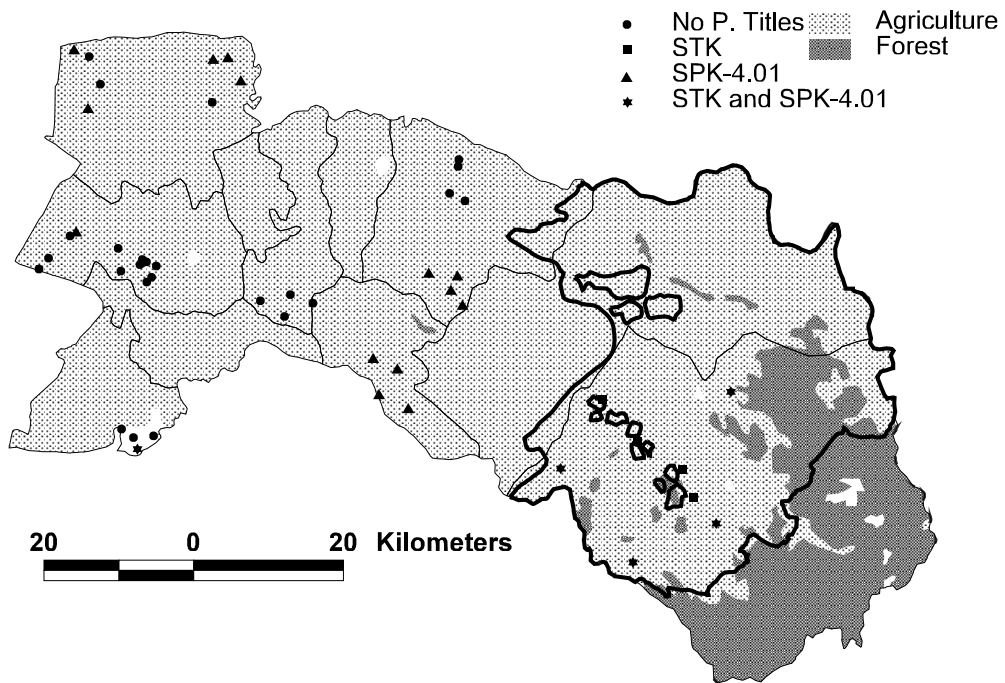 No P. Titles Agriculture
STK Forest
SPK-4.01
STK and SPK-4.01
20 0 20 Kilometers